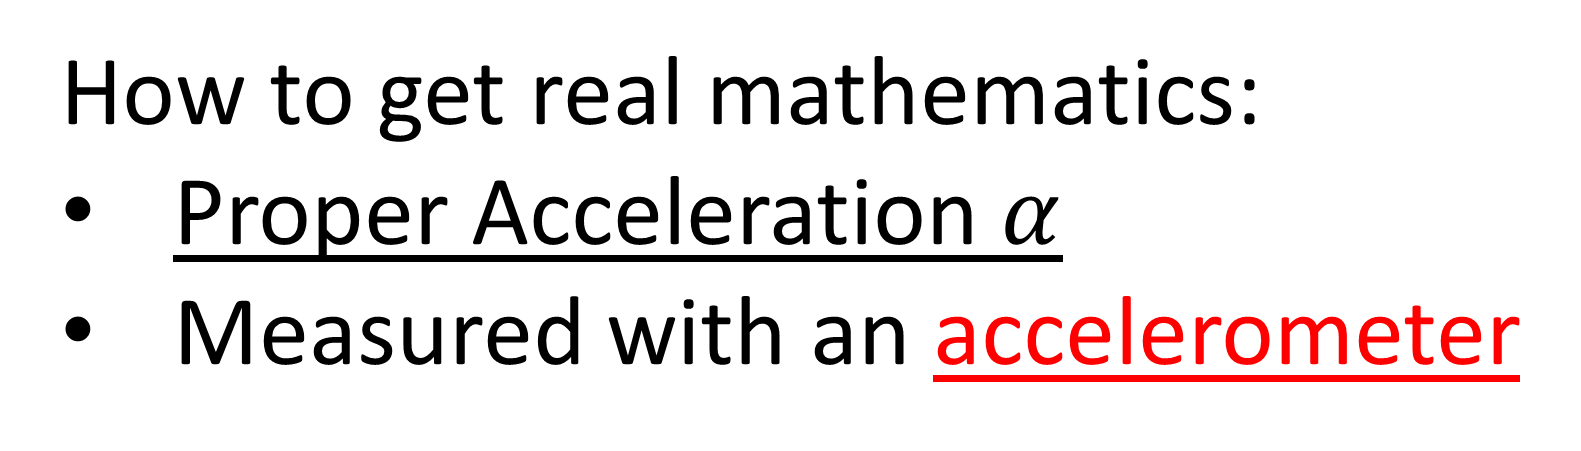 How to get real mathematics:
• Proper Acceleration 𝛼
• Measured with an accelerometer